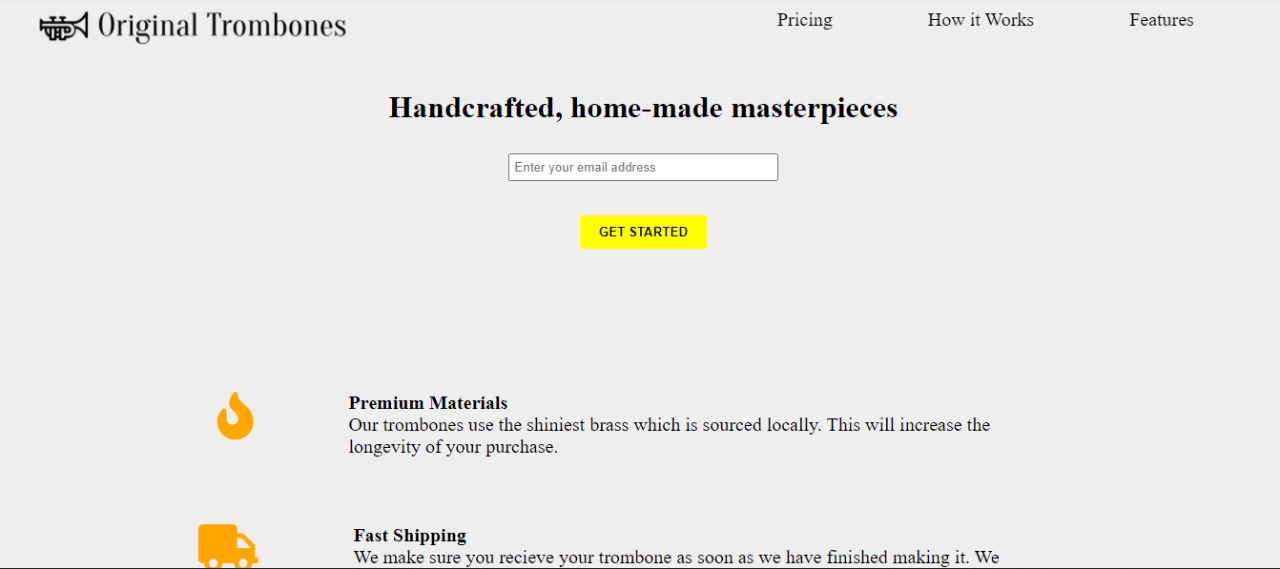 Original Trombones
Pricing
How it Works
Features
Handcrafted, home-made masterpieces
Enter your email address
GET STARTED
Premium Materials
Our trombones use the shiniest brass which is sourced locally. This will increase the
longevity of your purchase.
Fast Shipping
We make sure you recieve your trombone as soon as we have finished making it. We